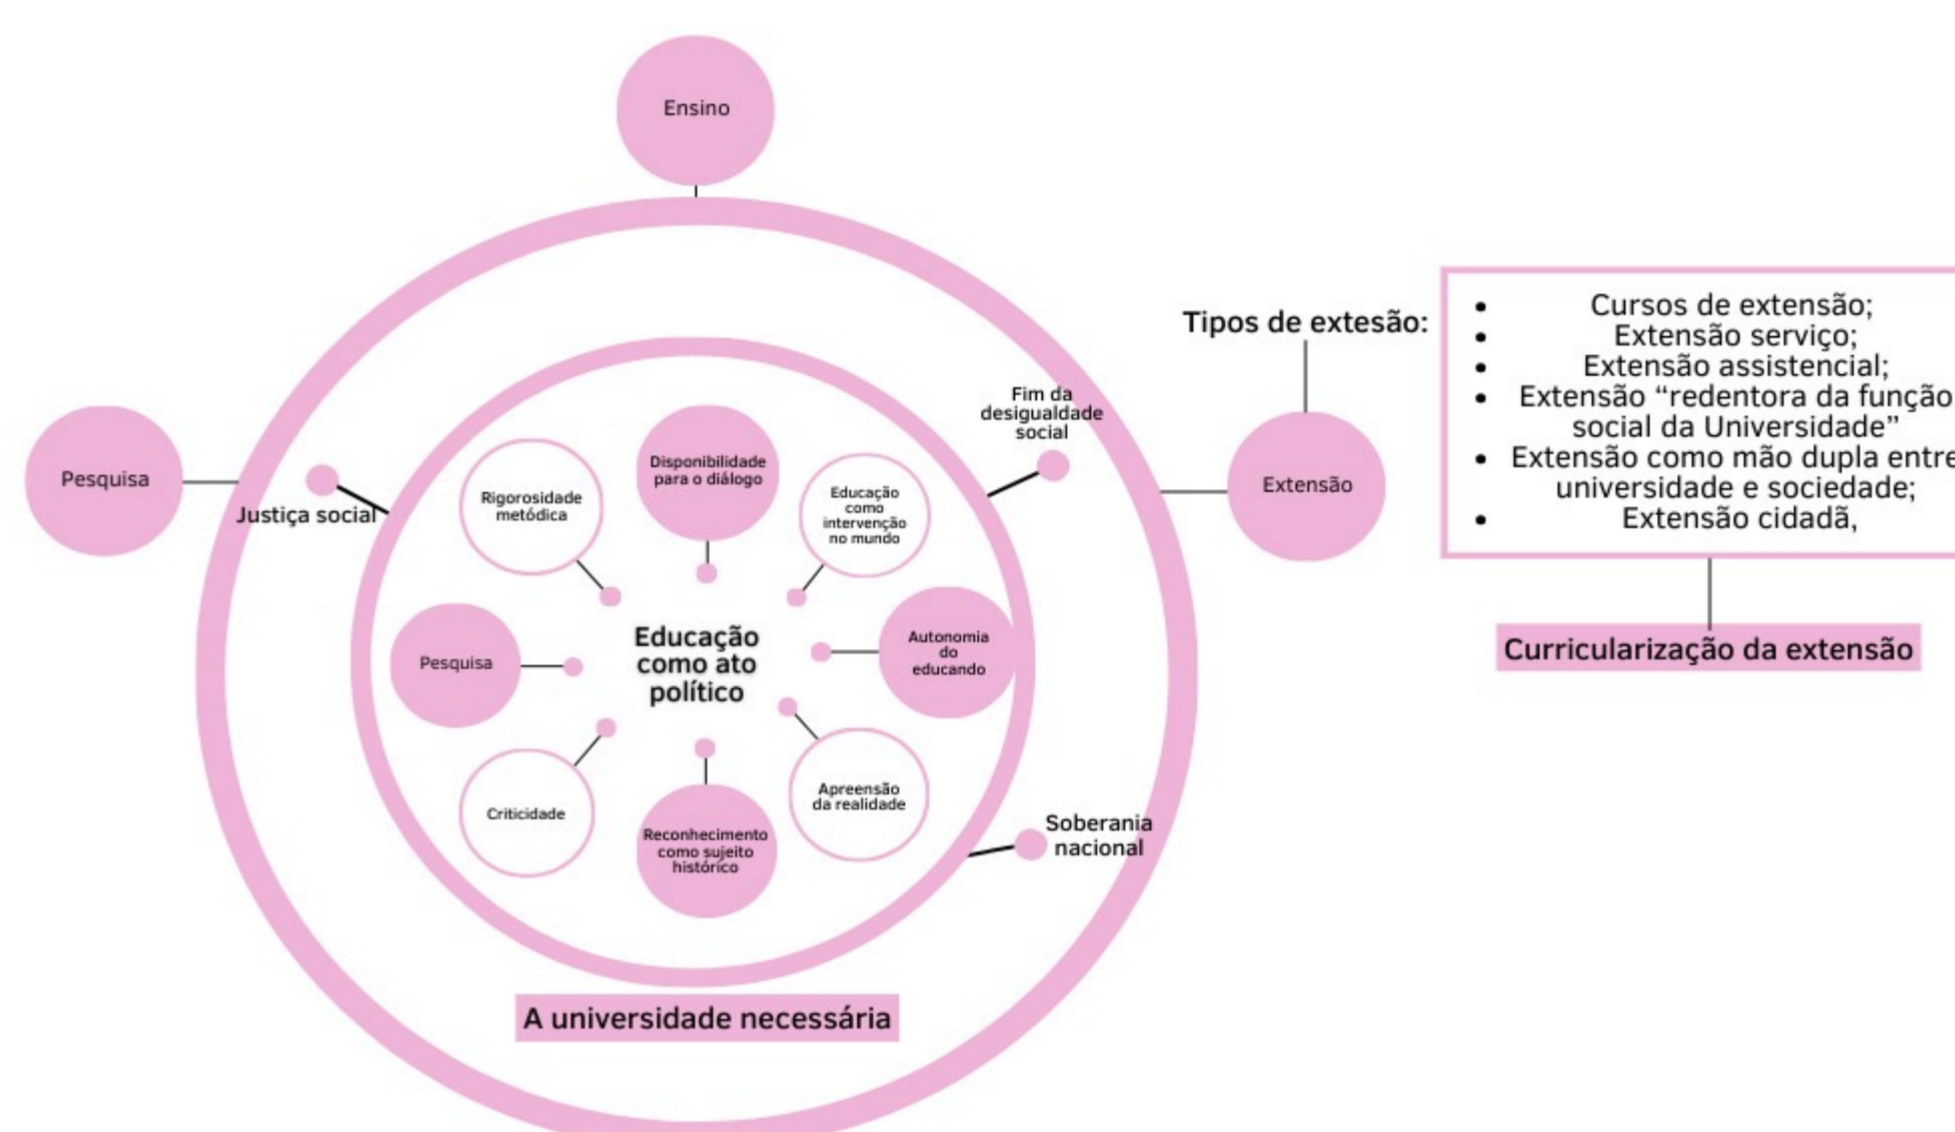 Ensino
Tipos de extesão:
• Cursos de extensão;
• Extensão serviço;
• Extensão assistencial;
• Extensão “redentora da função
social da Universidade”
• Extensão como mão dupla entre
universidade e sociedade;
• Extensão cidadã,
Extensão
Curricularização da extensão
Pesquisa
Justiça social
Fim da
desigualdade
social
Soberania
nacional
Rigorosidade
metódica
Disponibilidade
para o diálogo
Educação
como
intervenção
no mundo
Pesquisa
Educação
como ato
político
Autonomia
do
educando
Criticidade
Reconhecimento
como sujeito
histórico
Apreensão
da realidade
A universidade necessária